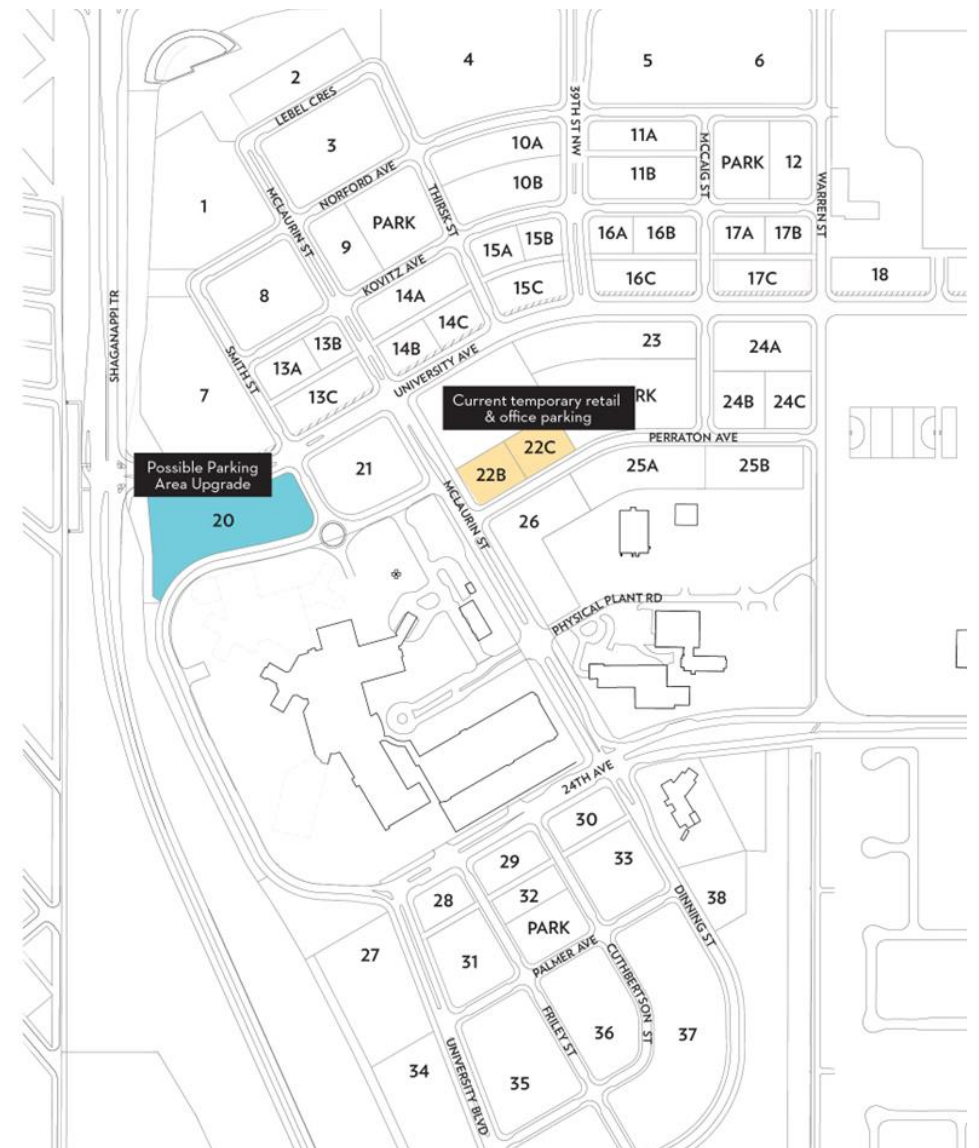 4
5
6
2
LEBEL CRES
39TH ST NW
3
10A
11A
MCCAIG ST
PARK
12
10B
11B
NORFORD AVE
MCLAURIN ST
THIRSK ST
WARREN ST
1
PARK
9
15A
15B
16A
16B
17A
17B
KOVITZ AVE
8
14A
15C
16C
17C
18
SHAGANAPPI TR
13B
14C
14B
13A
SMITH ST
UNIVERSITY AVE
23
24A
7
13C
Current temporary retail
& office parking
RK
24B
24C
PERRATON AVE
Possible Parking
Area Upgrade
21
22C
22B
25A
25B
20
MCLAURIN ST
26
PHYSICAL PLANT RD
24TH AVE
30
29
33
28
32
38
DINNING ST
PARK
27
31
PALMER AVE
CUTHBERTSON ST
FRILEY ST
36
37
34
UNIVERSITY BLVD
35